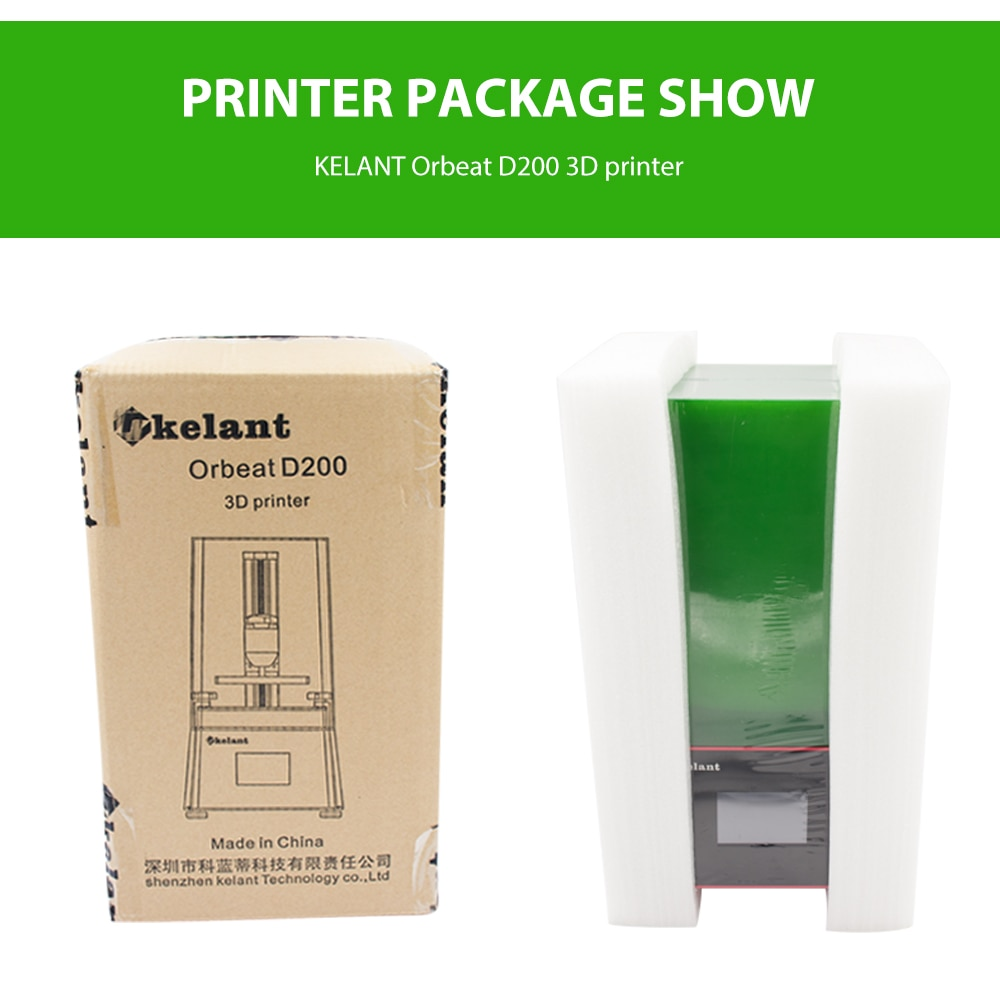 PRINTER PACKAGE SHOW
KELANT Orbeat D200 3D printer
kelant
Orbeat D200
3D printer
kelant
Made in China
深圳市科蓝蒂科技有限责任公司
shenzhen kelant Technology co.,Ltd
elant